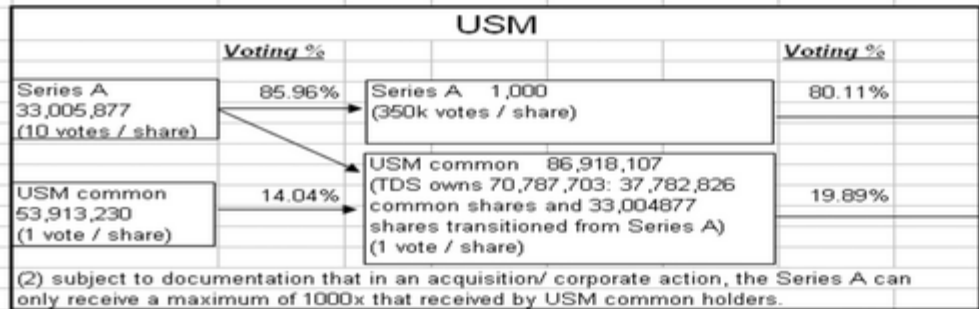 USM
Voting % Voting %
Series A
33,005,877
(10 votes / share)
85.96%
Series A 1,000
(350k votes / share)
80.11%
USM common
53,913,230
(1 vote / share)
14.04%
USM common 86,918,107
(TDS owns 70,787,703: 37,782,826
common shares and 33,004877
shares transitioned from Series A)
(1 vote / share)
19.89%
(2) subject to documentation that in an acquisition/ corporate action, the Series A can
only receive a maximum of 1000x that received by USM common holders.